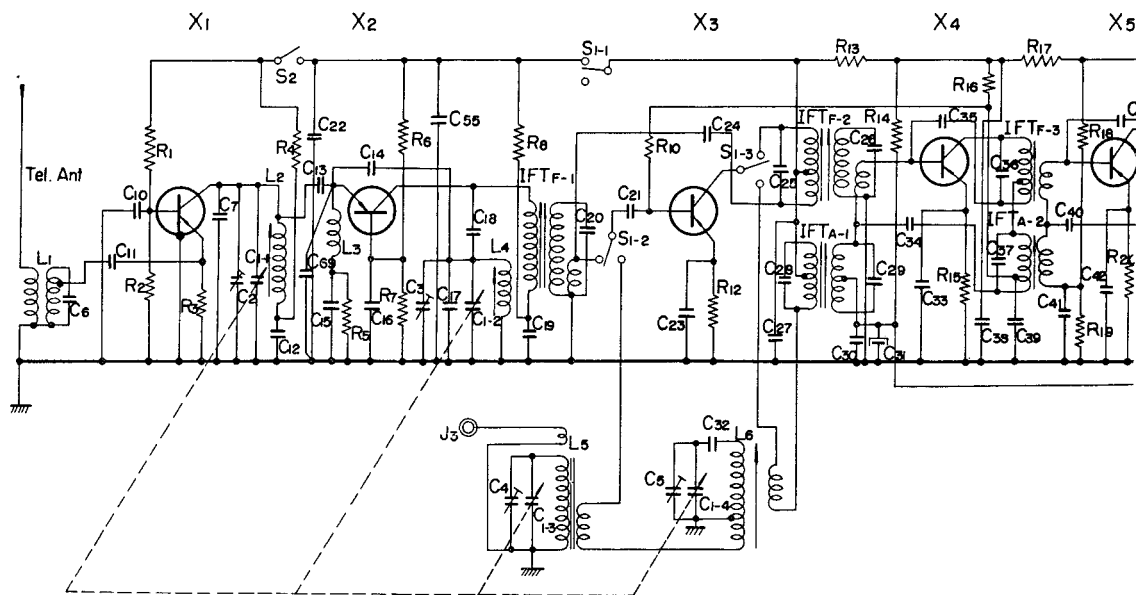 X1 X2 X3 X4 X5
S1-1
R13 R17
S2
R16
C55 C24 IFTF-2 C35 IFTF-3
C22 R6 R8 R10 R14 C26 R18
R1 R4 C14 S1-3 C36
Tel. Ant C13 IFTF-1 C25
C10 C7 L2 C21 IFTA-2
C18 C20 S1-2 IFTA-1 C40
L1 C11 L3 L4 C34 C37
C69 C28 C29 R15 C42 R20
C6 R2 R3 C2 C1-1 R7 C3 C17 C1-2 R12 C33 C41
C15 R5 C16 C19 C23 C27 R19
C12 C30 C31 C38 C39
J3 L5 C32 L6
C4 C1-3 C5 C1-4